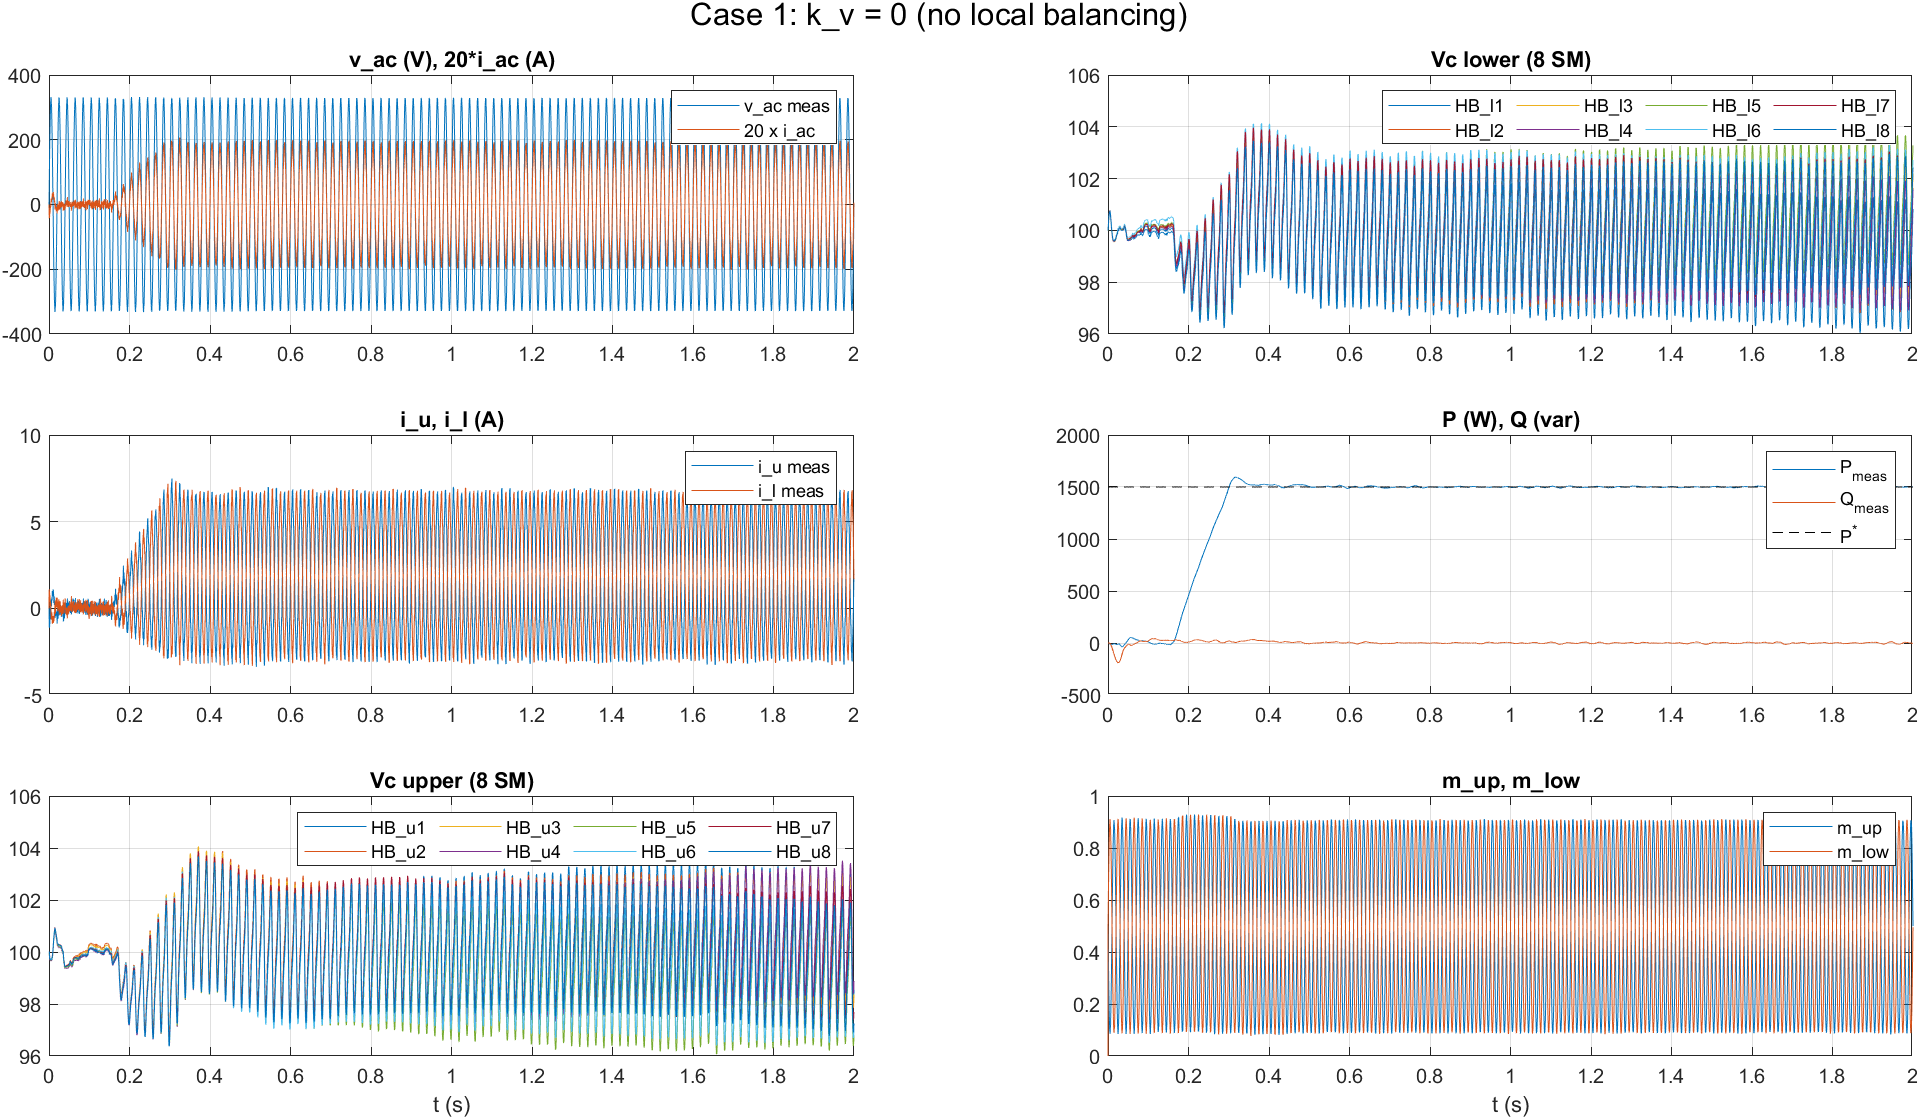 Case 1: k_v = 0 (no local balancing)
v_ac (V), 20*i_ac (A)
400
200
0
-200
-400
0 0.2 0.4 0.6 0.8 1 1.2 1.4 1.6 1.8 2
v_ac meas
20 x i_ac
Vc lower (8 SM)
106
104
102
100
98
96
0 0.2 0.4 0.6 0.8 1 1.2 1.4 1.6 1.8 2
HB_l1 HB_l3 HB_l5 HB_l7
HB_l2 HB_l4 HB_l6 HB_l8
i_u, i_l (A)
10
5
0
-5
0 0.2 0.4 0.6 0.8 1 1.2 1.4 1.6 1.8 2
i_u meas
i_l meas
P (W), Q (var)
2000
1500
1000
500
0
-500
0 0.2 0.4 0.6 0.8 1 1.2 1.4 1.6 1.8 2
P_meas
Q_meas
P^*
Vc upper (8 SM)
106
104
102
100
98
96
0 0.2 0.4 0.6 0.8 1 1.2 1.4 1.6 1.8 2
t (s)
HB_u1 HB_u3 HB_u5 HB_u7
HB_u2 HB_u4 HB_u6 HB_u8
m_up, m_low
1
0.8
0.6
0.4
0.2
0
0 0.2 0.4 0.6 0.8 1 1.2 1.4 1.6 1.8 2
t (s)
m_up
m_low